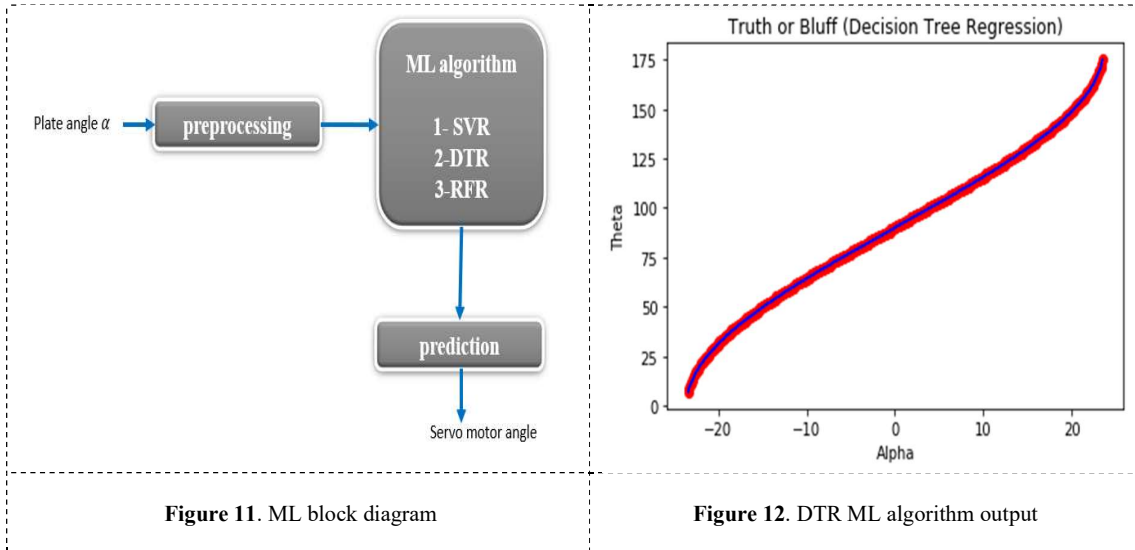 Plate angle α
preprocessing
ML algorithm
1- SVR
2-DTR
3-RFR
prediction
Servo motor angle
Figure 11. ML block diagram
Truth or Bluff (Decision Tree Regression)
Theta
175
150
125
100
75
50
25
0
−20
−10
0
10
20
Alpha
Figure 12. DTR ML algorithm output